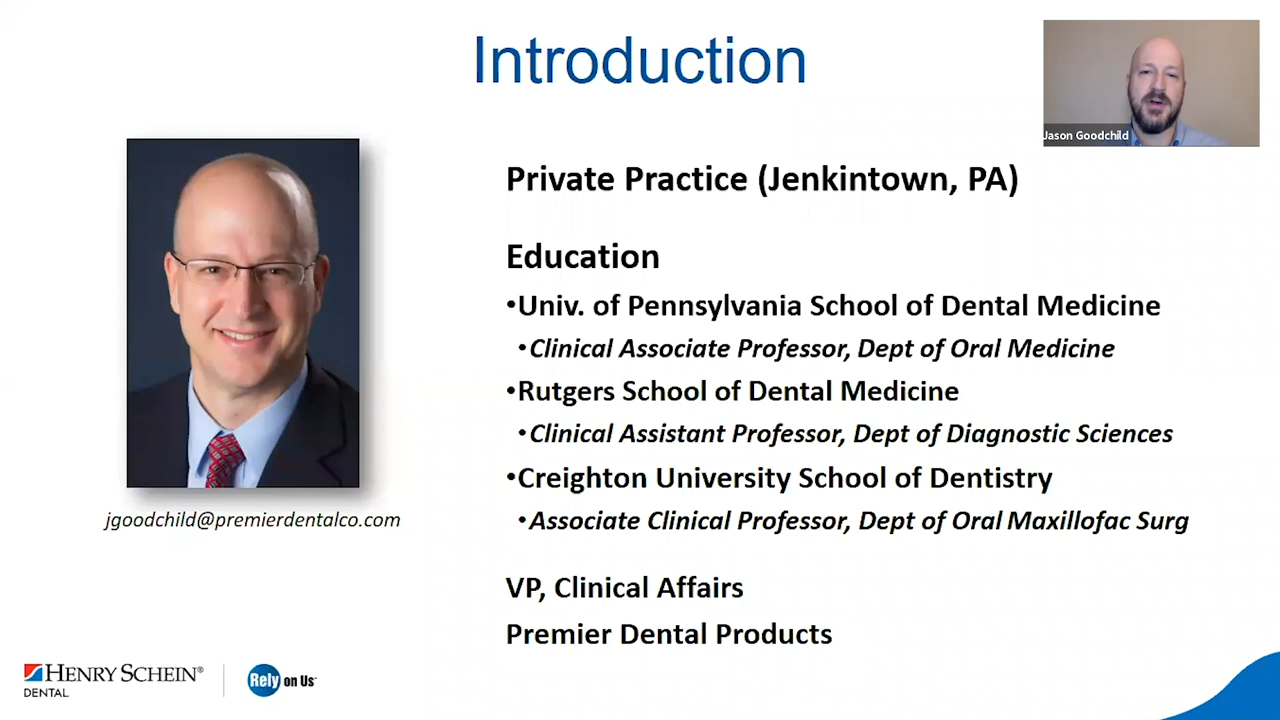 Introduction
Jason Goodchild
Private Practice (Jenkintown, PA)
Education
•Univ. of Pennsylvania School of Dental Medicine
•Clinical Associate Professor, Dept of Oral Medicine
•Rutgers School of Dental Medicine
•Clinical Assistant Professor, Dept of Diagnostic Sciences
•Creighton University School of Dentistry
•Associate Clinical Professor, Dept of Oral Maxillofac Surg
jgoodchild@premierdentalco.com
VP, Clinical Affairs
Premier Dental Products
HENRY SCHEIN®
DENTAL
Rely on Us™